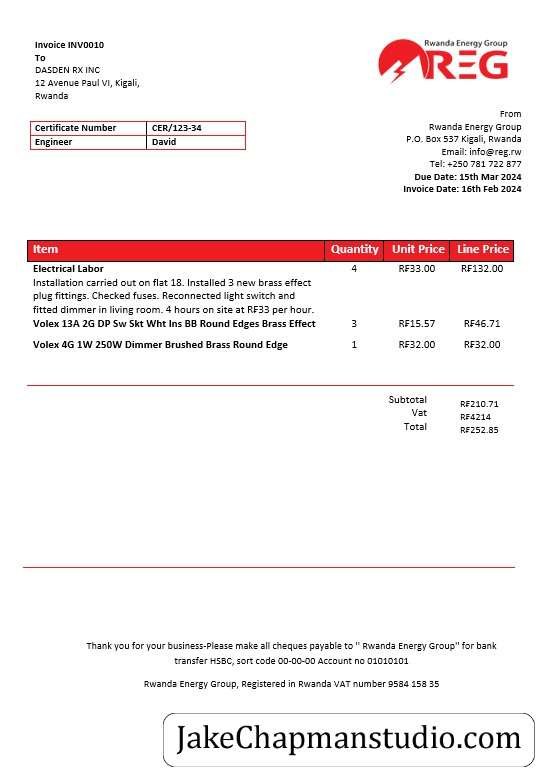 Invoice INV0010
To
DASDEN RX INC
12 Avenue Paul VI, Kigali,
Rwanda
Rwanda Energy Group
REG
Certificate Number CER/123-34
Engineer David
From
Rwanda Energy Group
P.O. Box 537 Kigali, Rwanda
Email: info@reg.rw
Tel: +250 781 722 877
Due Date: 15th Mar 2024
Invoice Date: 16th Feb 2024
Item Quantity Unit Price Line Price
Electrical Labor 4 RF33.00 RF132.00
Installation carried out on flat 18. Installed 3 new brass effect
plug fittings. Checked fuses. Reconnected light switch and
fitted dimmer in living room. 4 hours on site at RF33 per hour.
Volex 13A 2G DP Sw Skt Wht Ins BB Round Edges Brass Effect 3 RF15.57 RF46.71
Volex 4G 1W 250W Dimmer Brushed Brass Round Edge 1 RF32.00 RF32.00
Subtotal RF210.71
Vat RF4214
Total RF252.85
Thank you for your business-Please make all cheques payable to " Rwanda Energy Group" for bank
transfer HSBC, sort code 00-00-00 Account no 01010101
Rwanda Energy Group, Registered in Rwanda VAT number 9584 158 35
JakeChapmanstudio.com